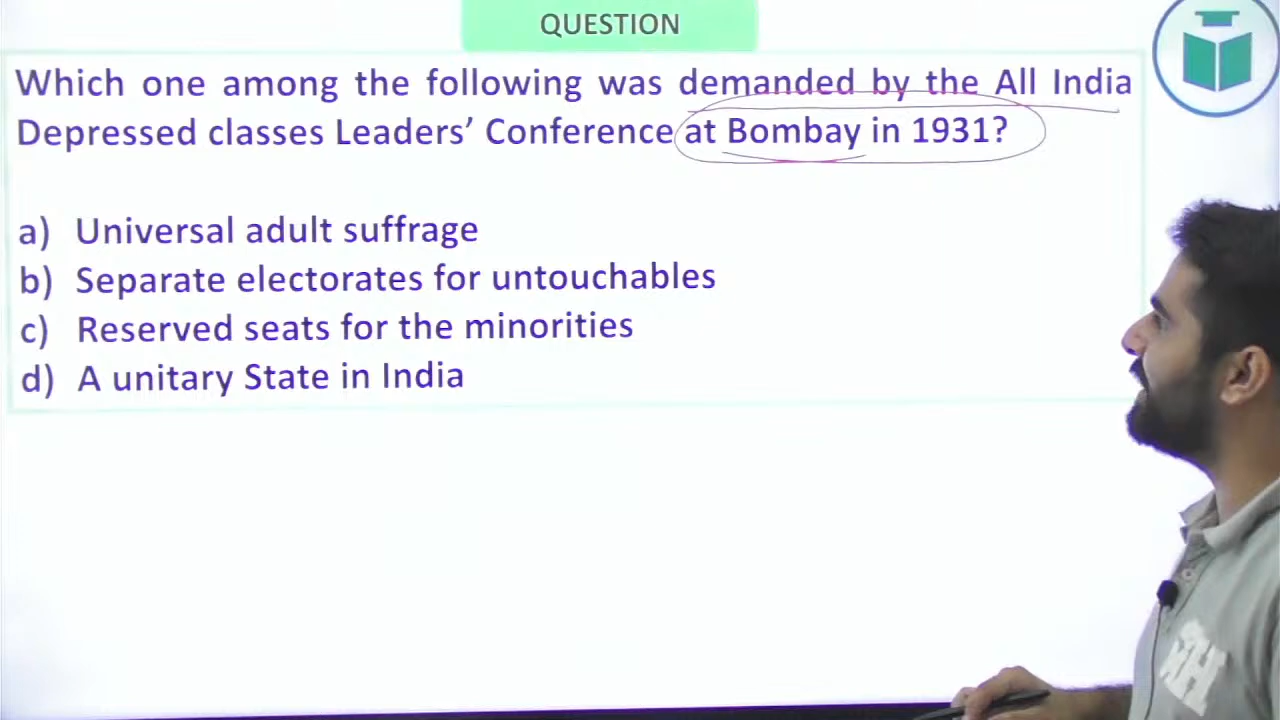 QUESTION
Which one among the following was demanded by the All India
Depressed classes Leaders' Conference at Bombay in 1931?
a) Universal adult suffrage
b) Separate electorates for untouchables
c) Reserved seats for the minorities
d) A unitary State in India